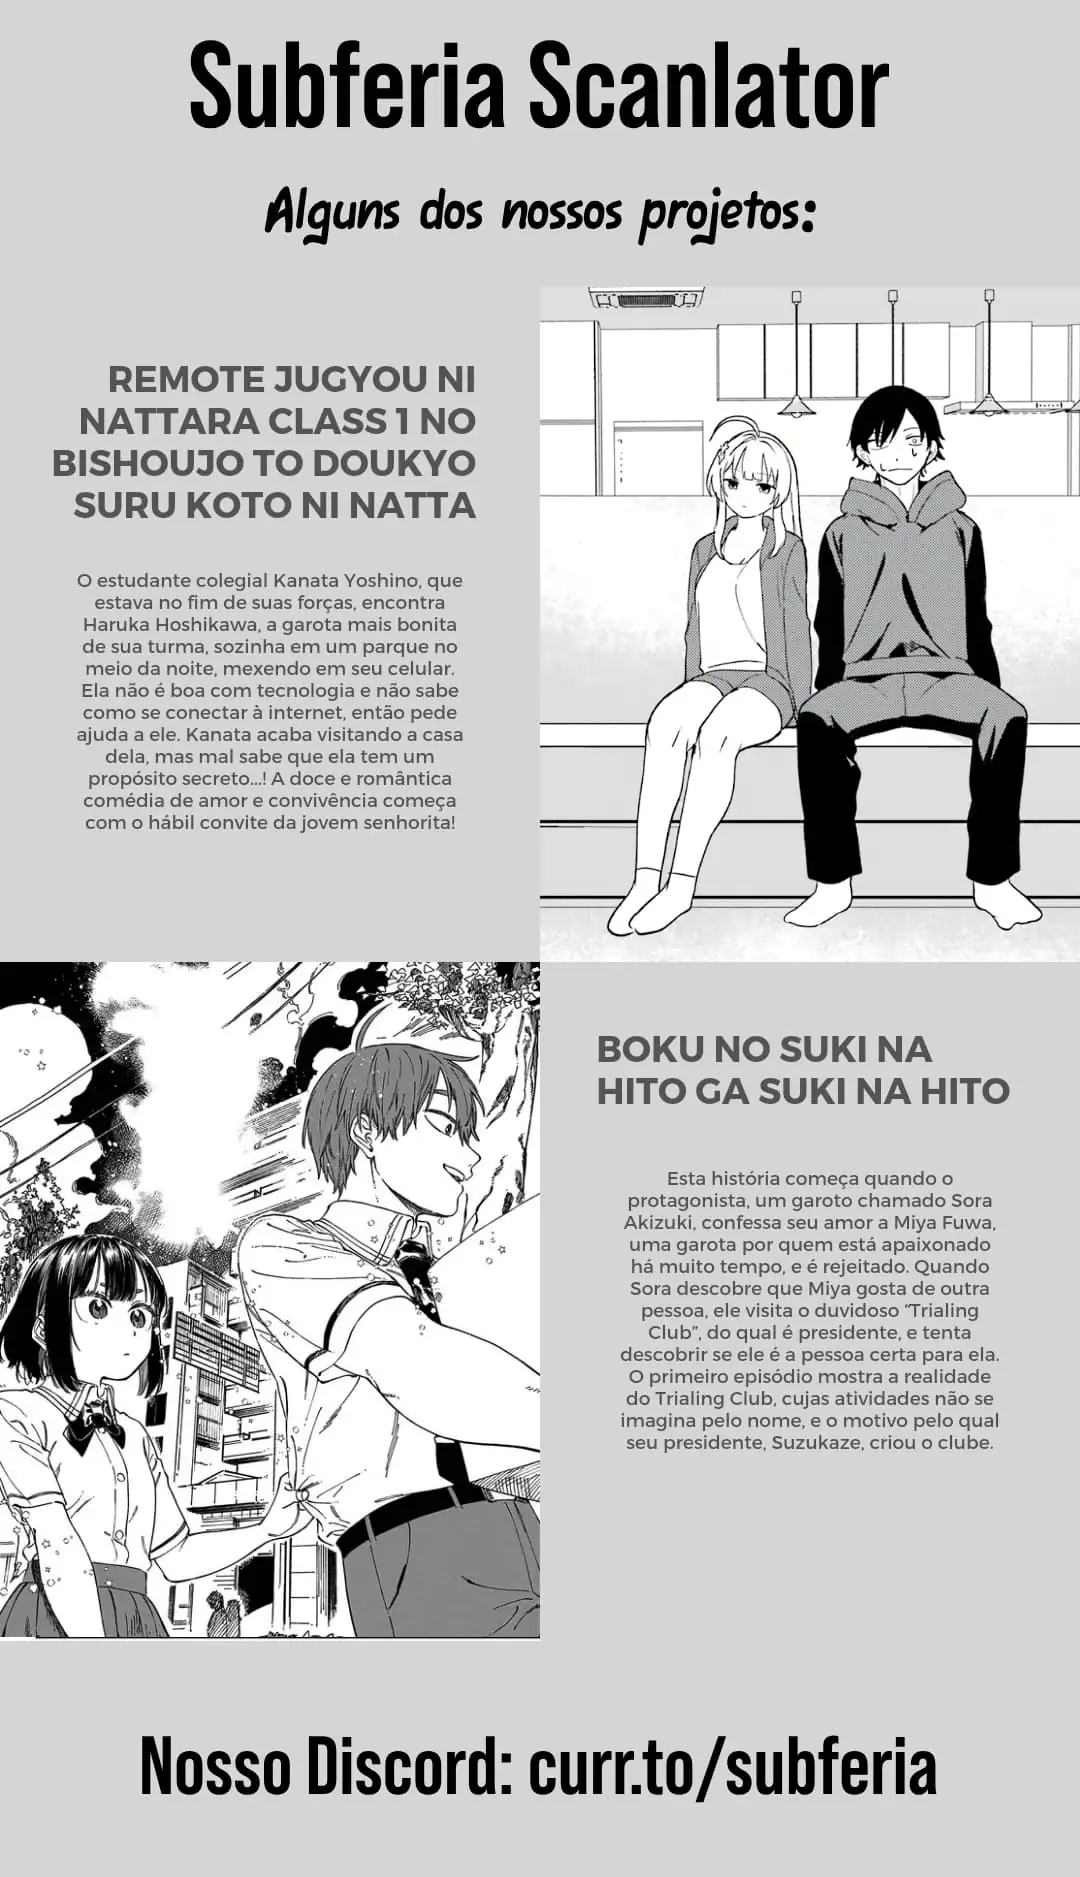 Subferia Scanlator
Alguns dos nossos projetos:
REMOTE JUGYOU NI
NATTARA CLASS 1 NO
BISHOUJO TO DOUKYO
SURU KOTO NI NATTA
O estudante colegial Kanata Yoshino, que
estava no fim de suas forças, encontra
Haruka Hoshikawa, a garota mais bonita
de sua turma, sozinha em um parque no
meio da noite, mexendo em seu celular.
Ela não é boa com tecnologia e não sabe
como se conectar à internet, então pede
ajuda a ele. Kanata acaba visitando a casa
dela, mas mal sabe que ela tem um
propósito secreto...! A doce e romântica
comédia de amor e convivência começa
com o hábil convite da jovem senhorita!
BOKU NO SUKI NA
HITO GA SUKI NA HITO
Esta história começa quando o
protagonista, um garoto chamado Sora
Akizuki, confessa seu amor a Miya Fuwa,
uma garota por quem está apaixonado
há muito tempo, e é rejeitado. Quando
Sora descobre que Miya gosta de outra
pessoa, ele visita o duvidoso “Trialing
Club”, do qual é presidente, e tenta
descobrir se ele é a pessoa certa para ela.
O primeiro episódio mostra a realidade
do Trialing Club, cujas atividades não se
imagina pelo nome, e o motivo pelo qual
seu presidente, Suzukaze, criou o clube.
Nosso Discord: curr.to/subferia